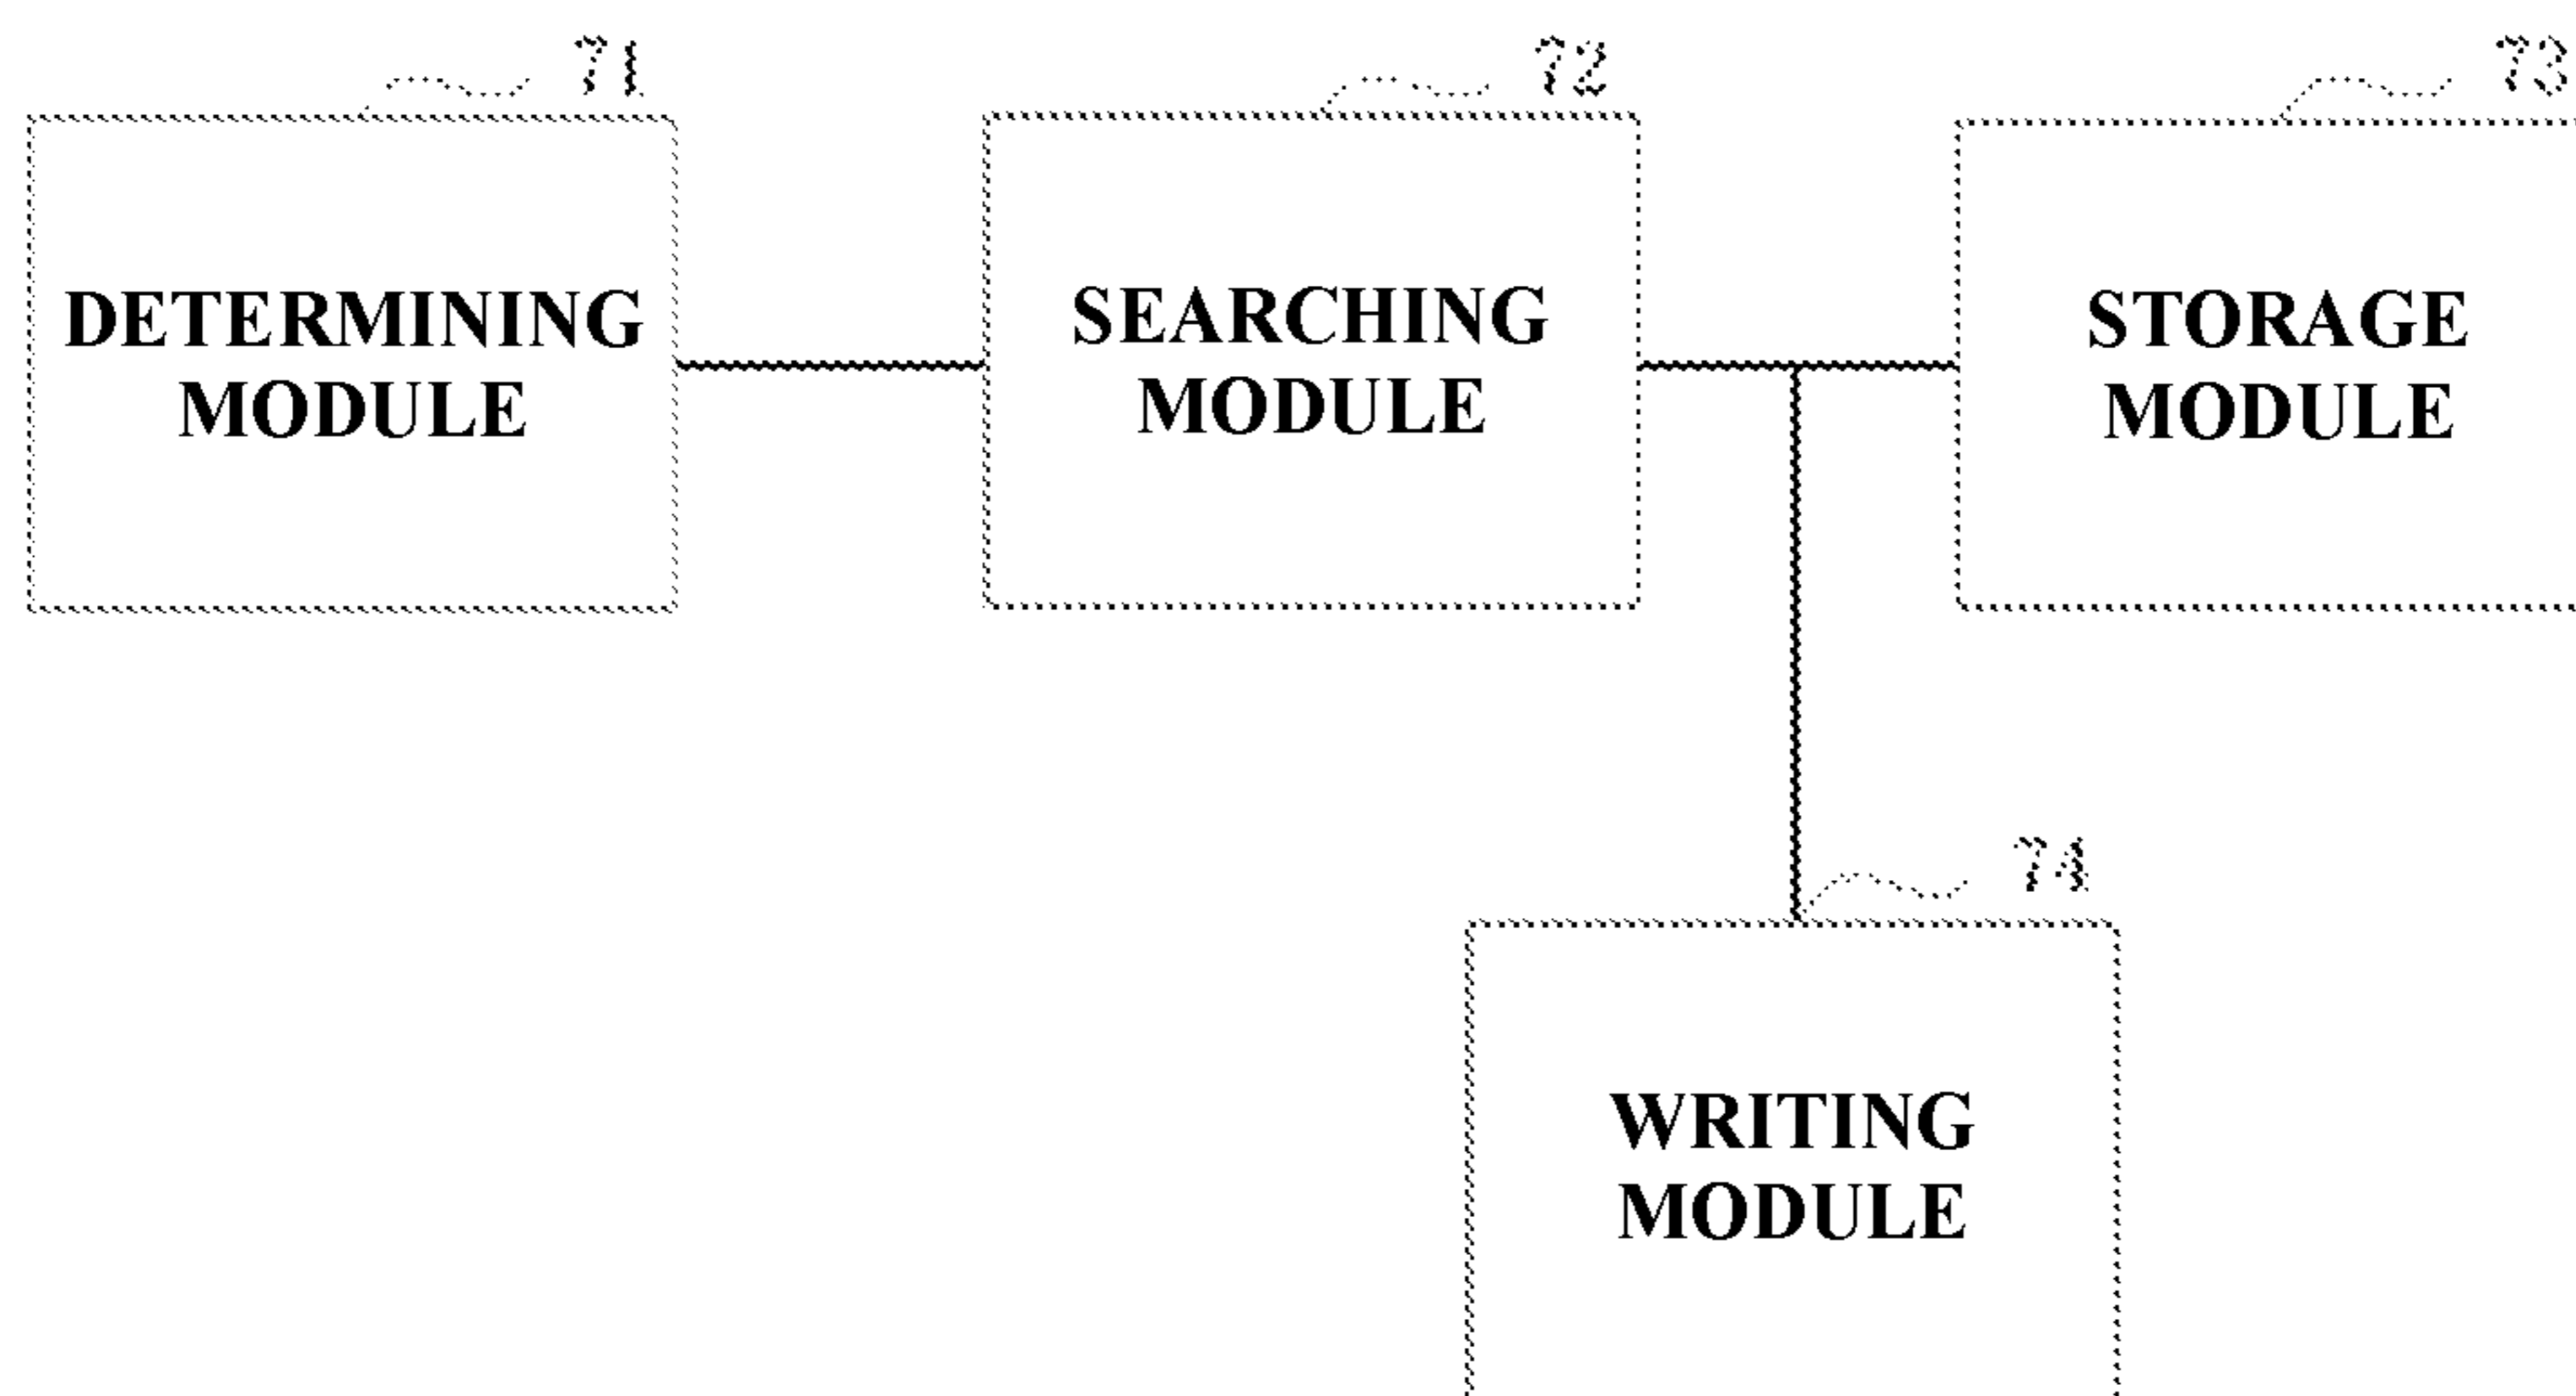 71
72
73
DETERMINING
MODULE
SEARCHING
MODULE
STORAGE
MODULE
74
WRITING
MODULE